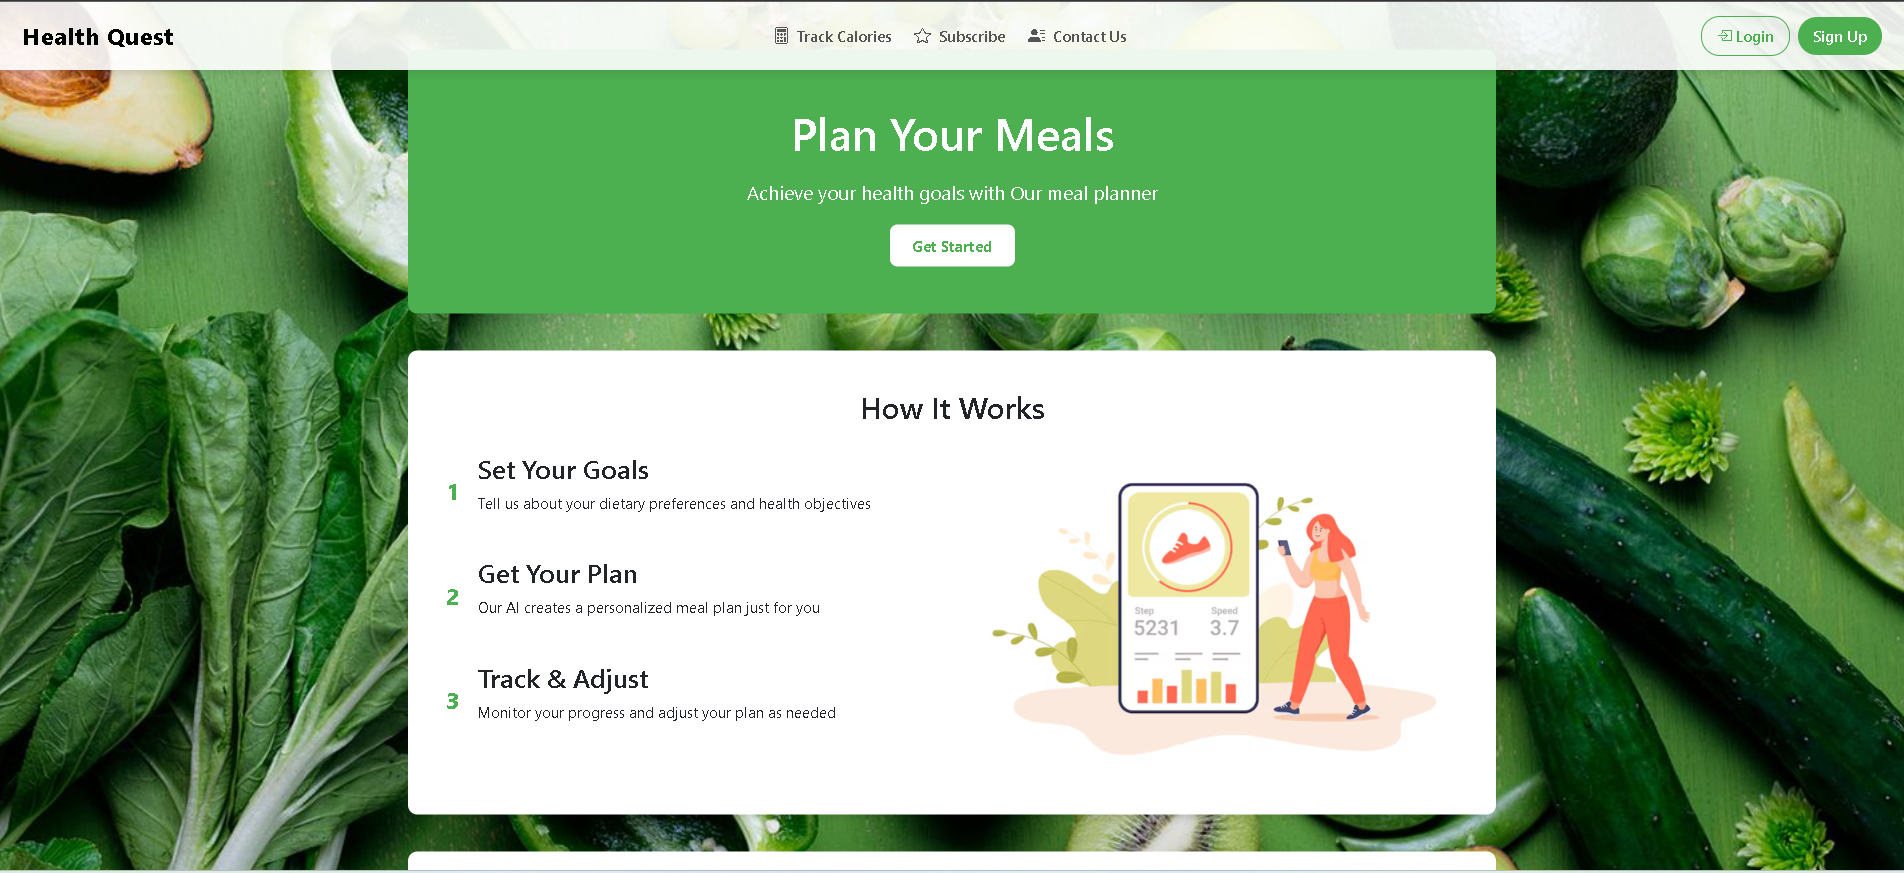 Health Quest
Track Calories
Subscribe
Contact Us
Login
Sign Up
Plan Your Meals
Achieve your health goals with Our meal planner
Get Started
How It Works
1
Set Your Goals
Tell us about your dietary preferences and health objectives
2
Get Your Plan
Our AI creates a personalized meal plan just for you
3
Track & Adjust
Monitor your progress and adjust your plan as needed
Step Speed
5231 3.7